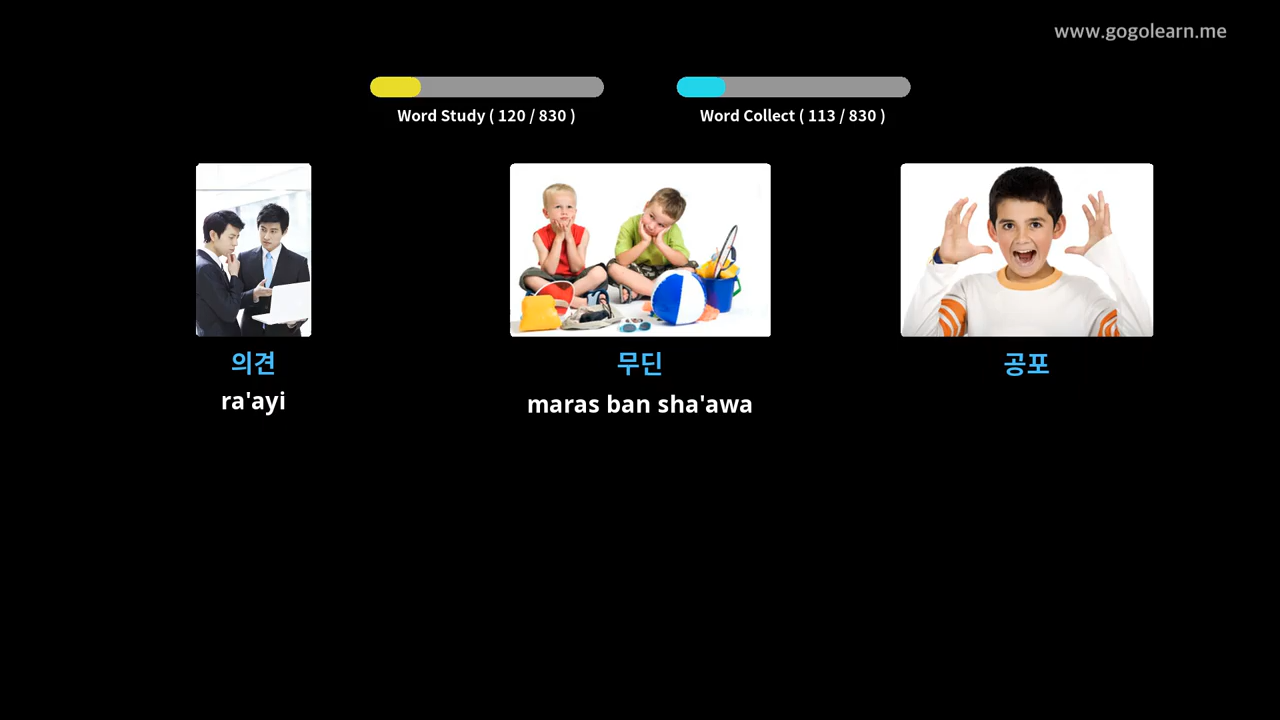 www.gogolearn.me
Word Study ( 120 / 830 )
Word Collect ( 113 / 830 )
의견
무딘
공포
ra'ayi
maras ban sha'awa